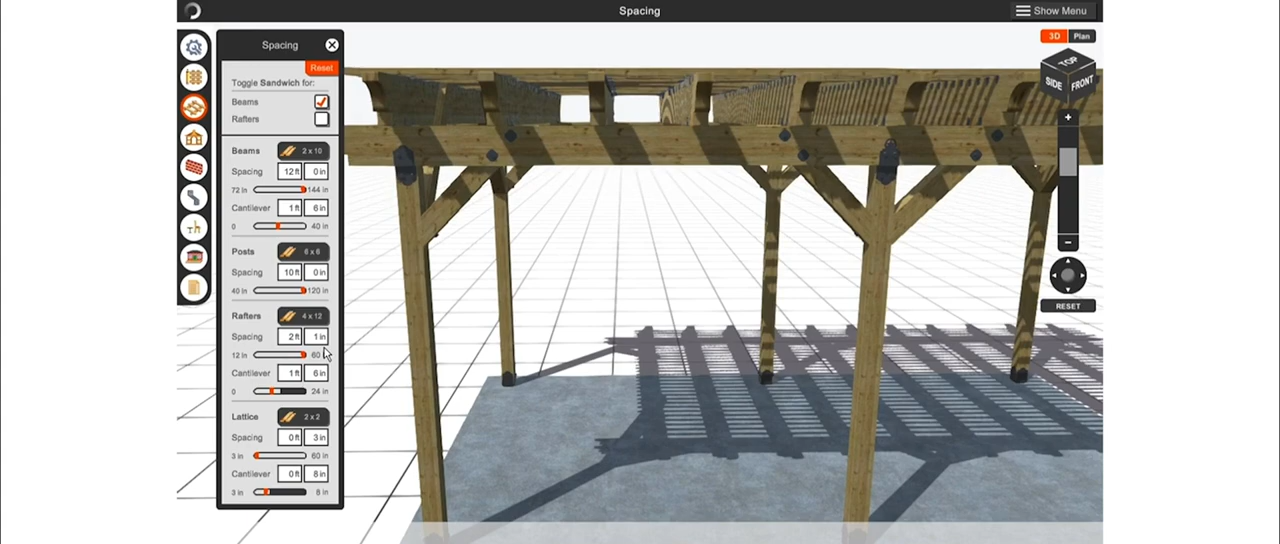 Spacing
Show Menu
3D Plan
TOP
SIDE FRONT
+
−
RESET
Spacing
Reset
Toggle Sandwich for:
Beams
Rafters
Beams 2 x 10
Spacing 12 ft 0 in
72 in 144 in
Cantilever 1 ft 6 in
0 40 in
Posts 6 x 6
Spacing 10 ft 0 in
40 in 120 in
Rafters 4 x 12
Spacing 2 ft 1 in
12 in 60
Cantilever 1 ft 6 in
0 24 in
Lattice 2 x 2
Spacing 0 ft 3 in
3 in 60 in
Cantilever 0 ft 8 in
3 in 8 in